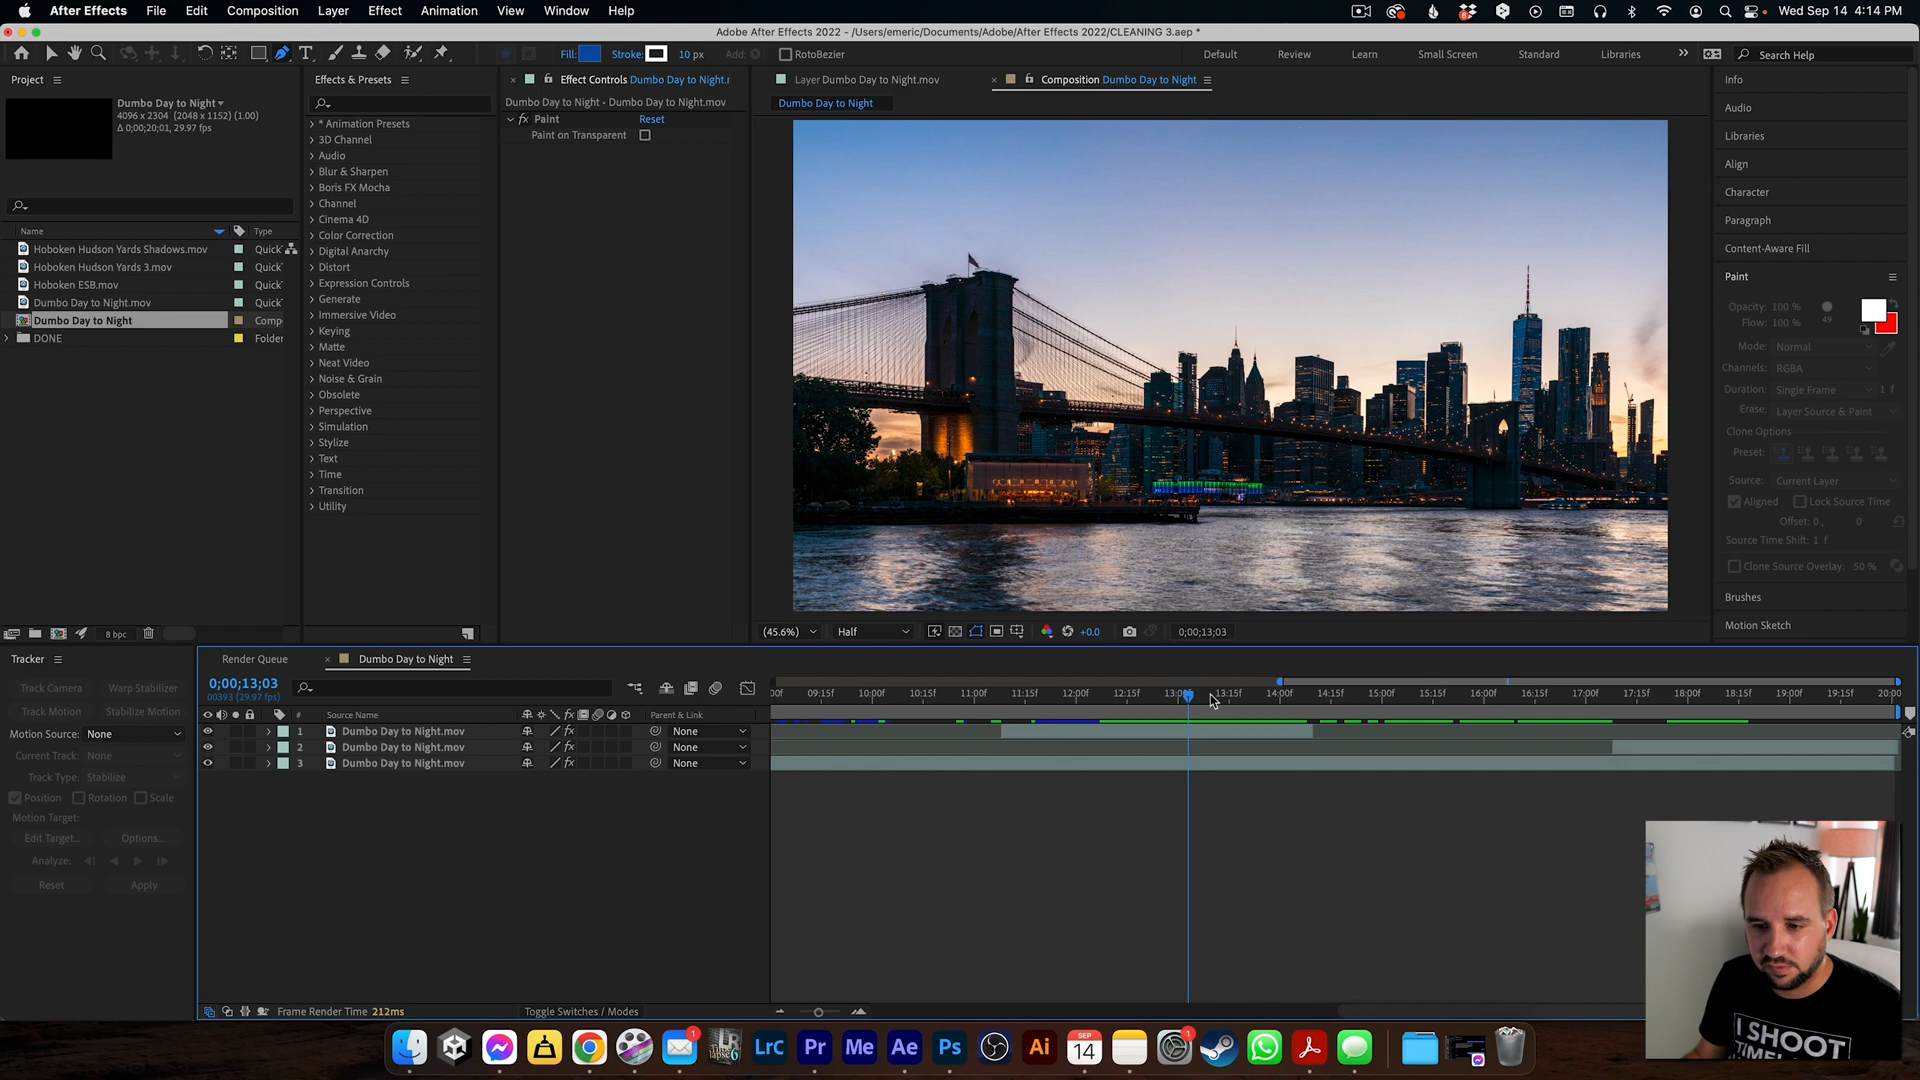 After Effects File Edit Composition Layer Effect Animation View Window Help
Wed Sep 14 4:14 PM
Adobe After Effects 2022 - /Users/emeric/Documents/Adobe/After Effects 2022/CLEANING 3.aep *
Fill: Stroke: 10 px Add: RotoBezier
Default Review Learn Small Screen Standard Libraries Search Help
Project
Dumbo Day to Night
4096 x 2304 (2048 x 1152) (1.00)
Δ 0;00;20;01, 29.97 fps
Name Type
Hoboken Hudson Yards Shadows.mov Quick
Hoboken Hudson Yards 3.mov Quick
Hoboken ESB.mov Quick
Dumbo Day to Night.mov Quick
Dumbo Day to Night Comp
DONE Folder
8 bpc
Effects & Presets
* Animation Presets
3D Channel
Audio
Blur & Sharpen
Boris FX Mocha
Channel
Cinema 4D
Color Correction
Digital Anarchy
Distort
Expression Controls
Generate
Immersive Video
Keying
Matte
Neat Video
Noise & Grain
Obsolete
Perspective
Simulation
Stylize
Text
Time
Transition
Utility
Effect Controls Dumbo Day to Night.r
Dumbo Day to Night • Dumbo Day to Night.mov
fx Paint Reset
Paint on Transparent
Layer Dumbo Day to Night.mov
Composition Dumbo Day to Night
Dumbo Day to Night
(45.6%) Half +0.0 0;00;13;03
Info
Audio
Libraries
Align
Character
Paragraph
Content-Aware Fill
Paint
Opacity: 100 %
Flow: 100 % 49
Mode: Normal
Channels: RGBA
Duration: Single Frame 1 f
Erase: Layer Source & Paint
Clone Options
Preset:
Source: Current Layer
Aligned Lock Source Time
Offset: 0 , 0
Source Time Shift: 1 f
Clone Source Overlay: 50 %
Brushes
Motion Sketch
Tracker
Track Camera Warp Stabilizer
Track Motion Stabilize Motion
Motion Source: None
Current Track: None
Track Type: Stabilize
Position Rotation Scale
Motion Target:
Edit Target... Options...
Analyze:
Reset Apply
Render Queue Dumbo Day to Night
0;00;13;03
00393 (29.97 fps)
00f 09:15f 10:00f 10:15f 11:00f 11:15f 12:00f 12:15f 13:00f 13:15f 14:00f 14:15f 15:00f 15:15f 16:00f 16:15f 17:00f 17:15f 18:00f 18:15f 19:00f 19:15f 20:00
# Source Name fx Parent & Link
1 Dumbo Day to Night.mov fx None
2 Dumbo Day to Night.mov fx None
3 Dumbo Day to Night.mov fx None
Frame Render Time 212ms Toggle Switches / Modes
LrC Pr Me Ae Ps Ai SEP 14
1
1
I SHOOT